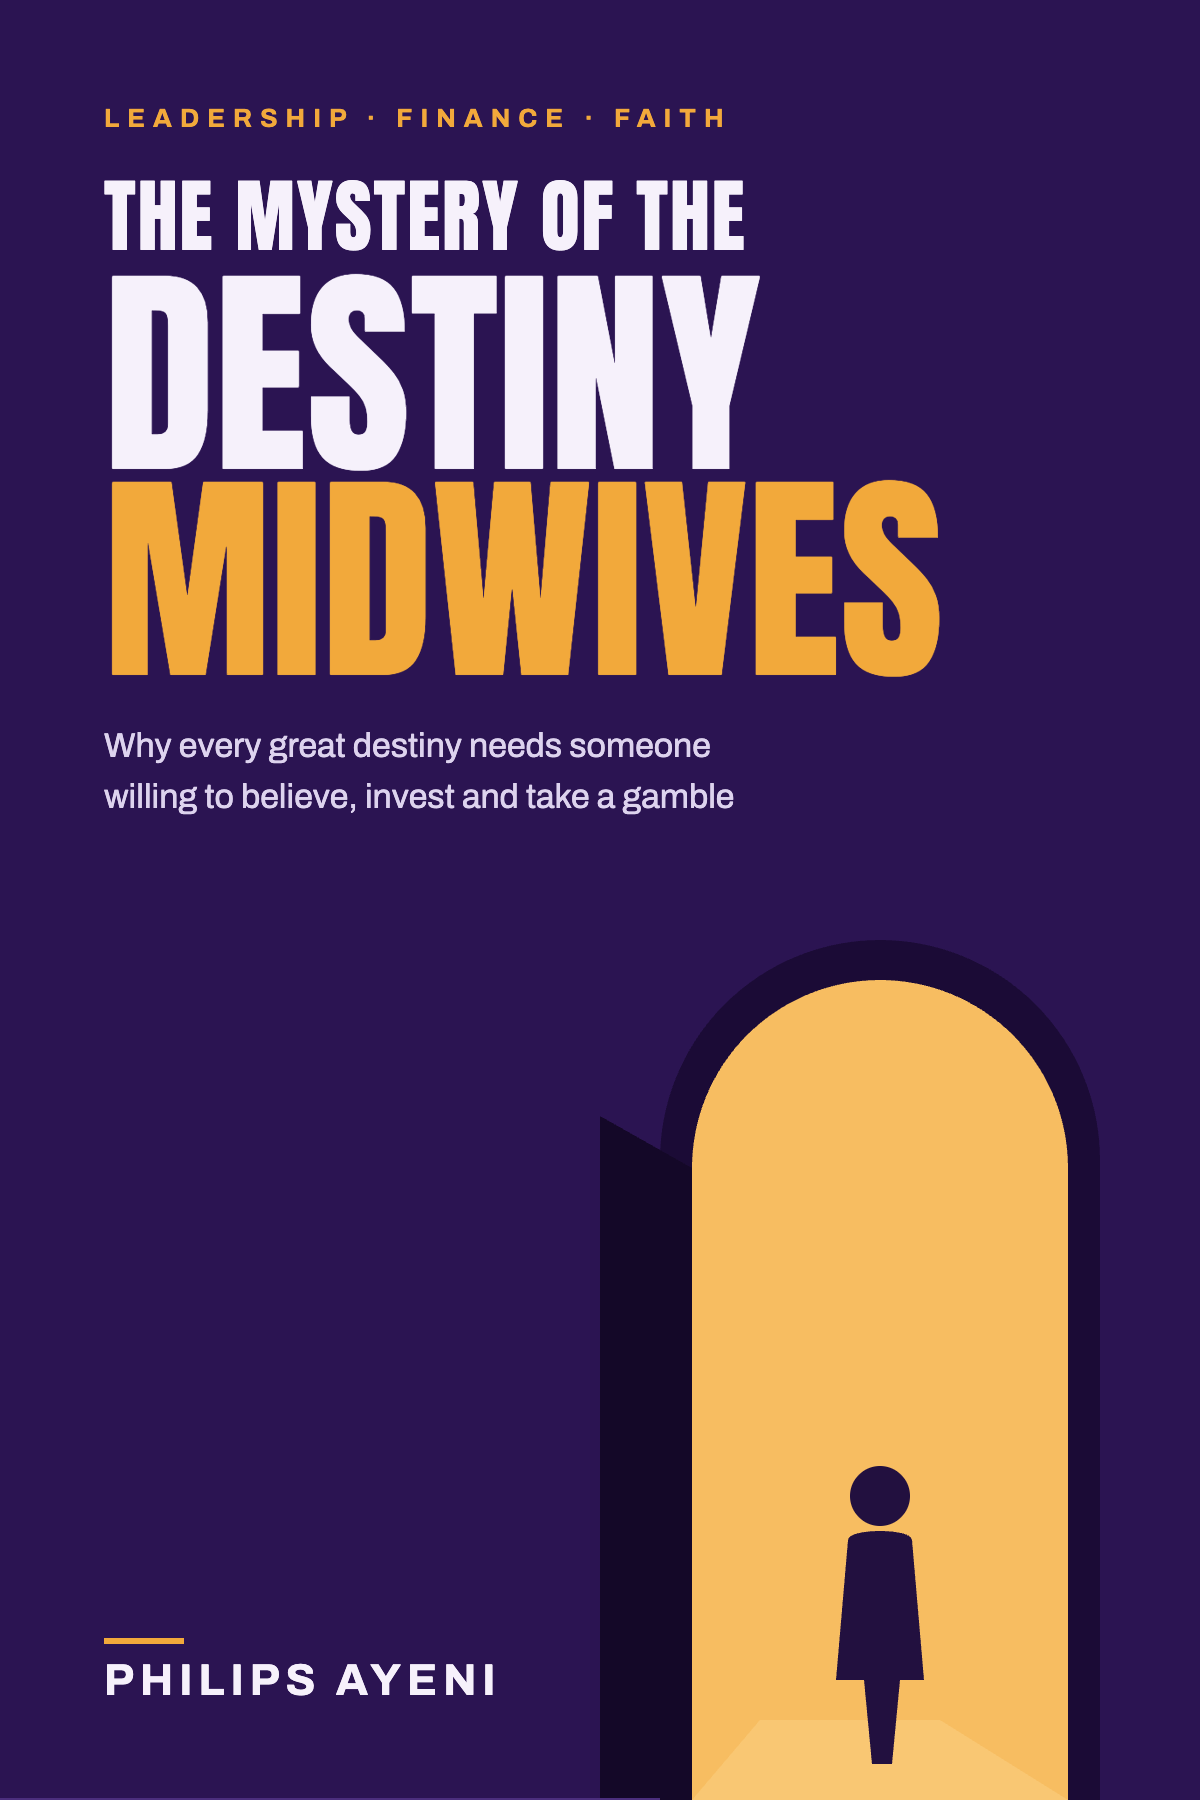 LEADERSHIP · FINANCE · FAITH
THE MYSTERY OF THE
DESTINY
MIDWIVES
Why every great destiny needs someone
willing to believe, invest and take a gamble
PHILIPS AYENI